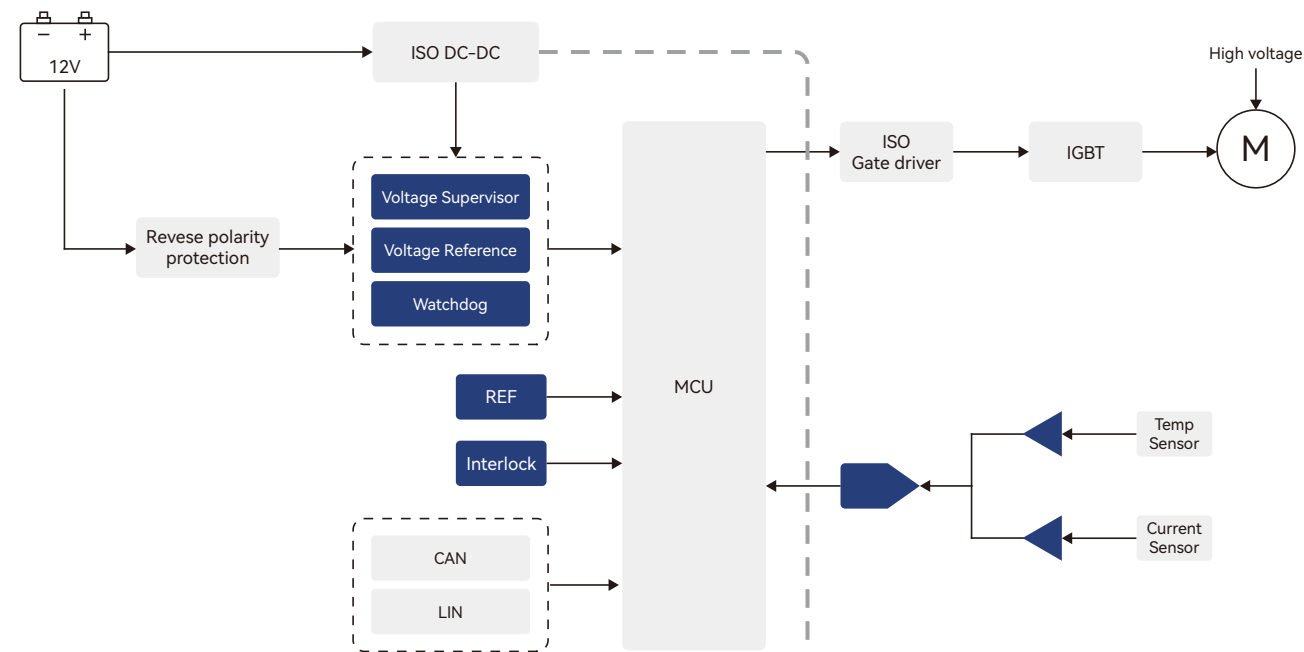 − +
12V
ISO DC-DC
High voltage
ISO
Gate driver
IGBT
M
Voltage Supervisor
Voltage Reference
Watchdog
Revese polarity
protection
MCU
REF
Interlock
Temp
Sensor
Current
Sensor
CAN
LIN